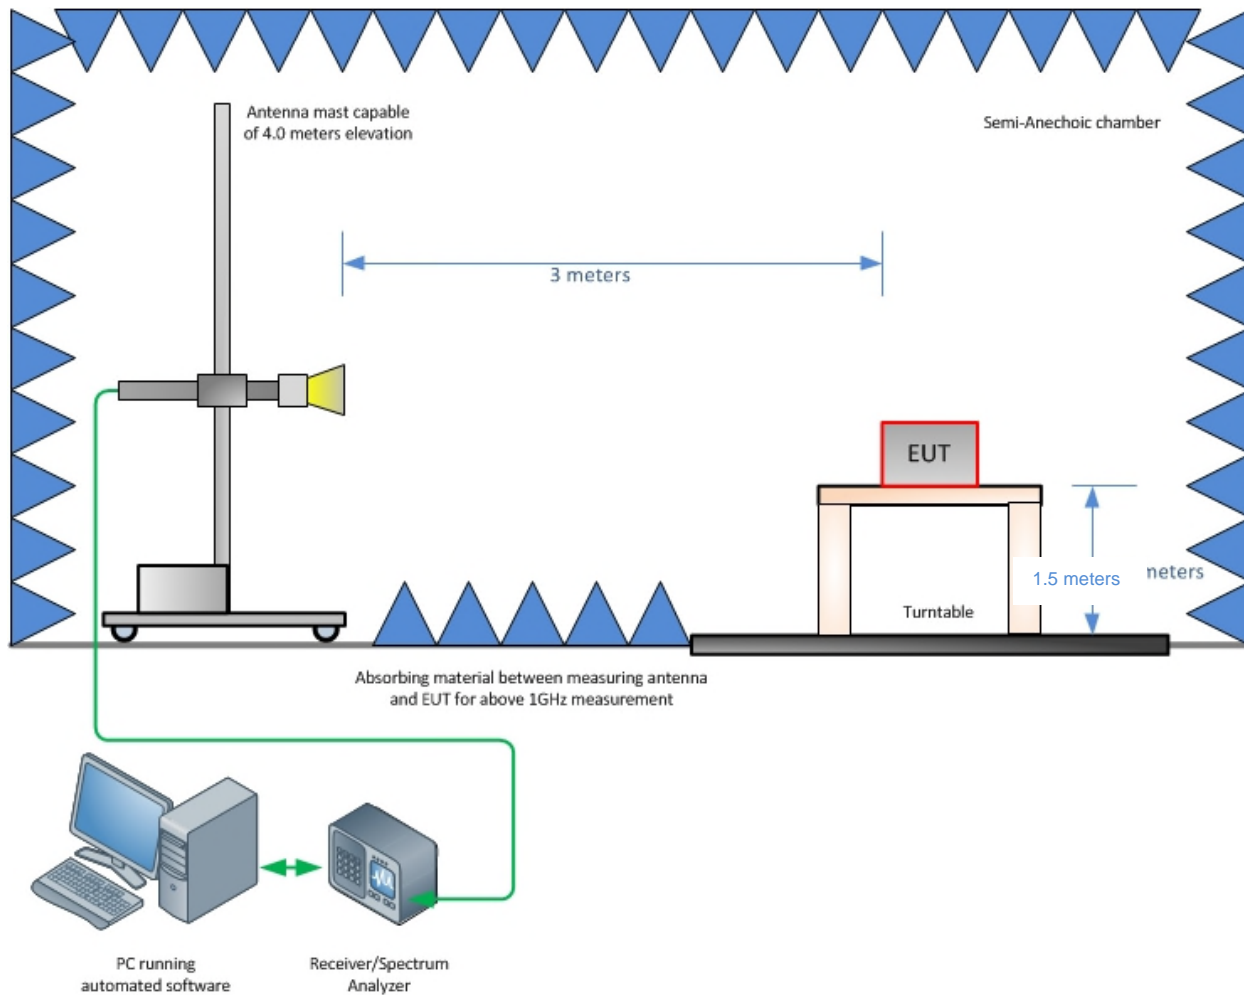 Antenna mast capable
of 4.0 meters elevation
Semi-Anechoic chamber
3 meters
EUT
1.5 meters
meters
Turntable
Absorbing material between measuring antenna
and EUT for above 1GHz measurement
PC running
automated software
Receiver/Spectrum
Analyzer